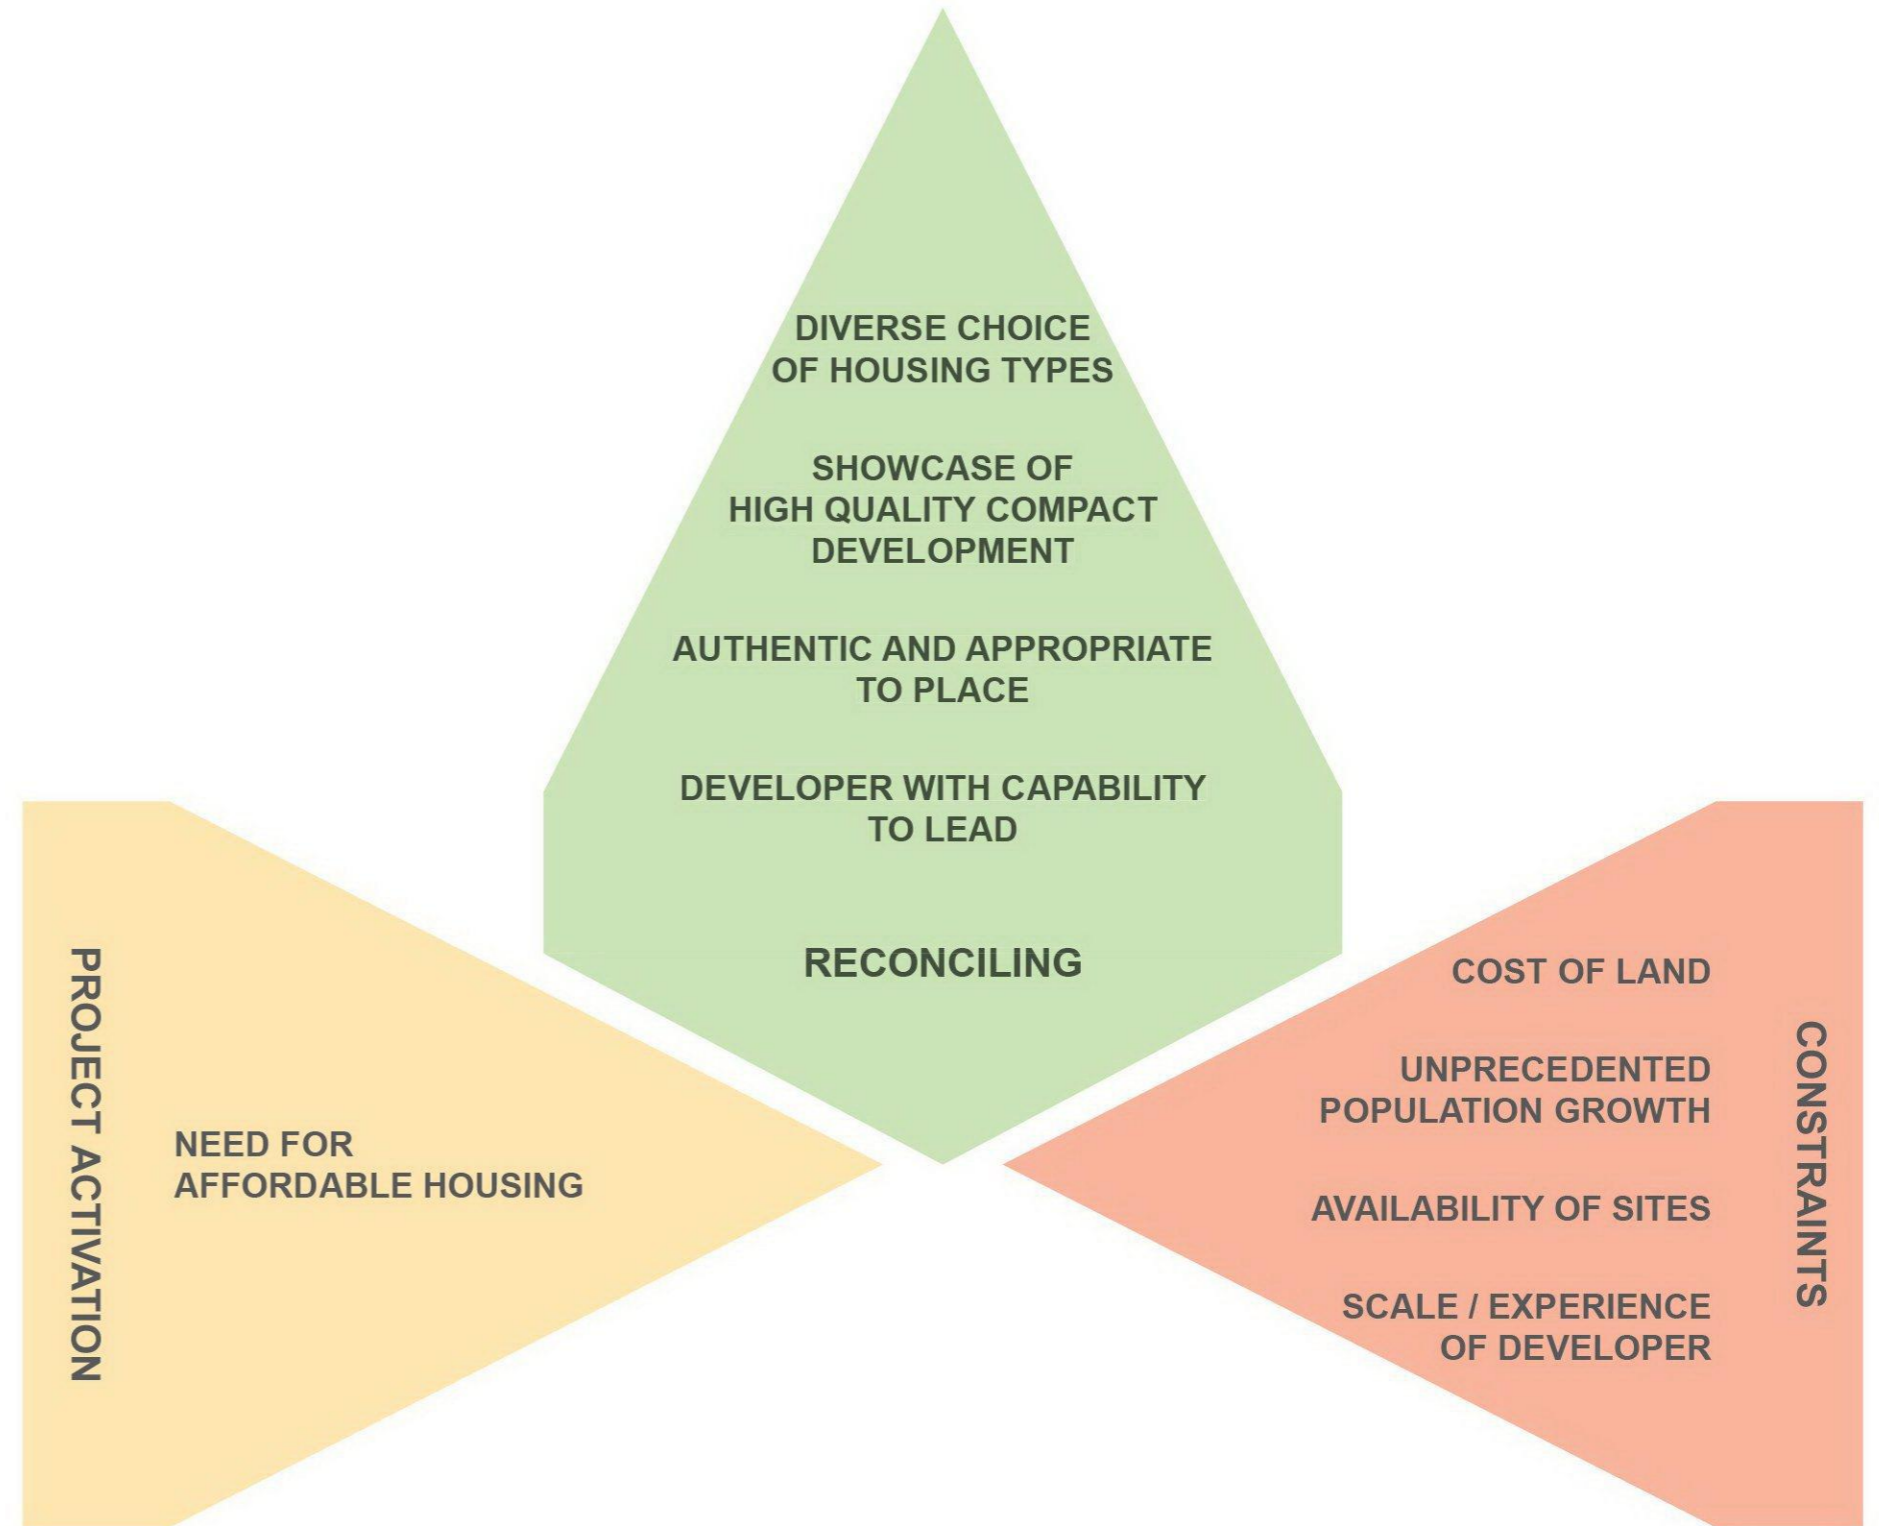 DIVERSE CHOICE
OF HOUSING TYPES
SHOWCASE OF
HIGH QUALITY COMPACT
DEVELOPMENT
AUTHENTIC AND APPROPRIATE
TO PLACE
DEVELOPER WITH CAPABILITY
TO LEAD
RECONCILING
PROJECT ACTIVATION
NEED FOR
AFFORDABLE HOUSING
COST OF LAND
UNPRECEDENTED
POPULATION GROWTH
AVAILABILITY OF SITES
SCALE / EXPERIENCE
OF DEVELOPER
CONSTRAINTS